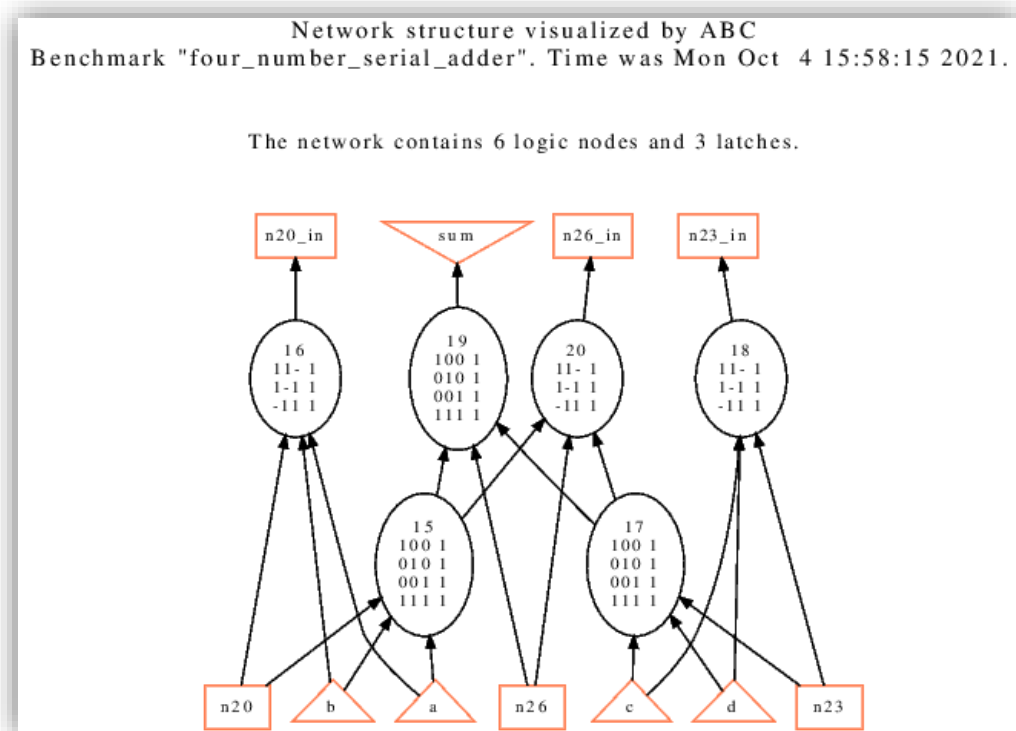 Network structure visualized by ABC
Benchmark "four_number_serial_adder". Time was Mon Oct 4 15:58:15 2021.
The network contains 6 logic nodes and 3 latches.
n20_in
sum
n26_in
n23_in
16
11- 1
1-1 1
-11 1
19
100 1
010 1
001 1
111 1
20
11- 1
1-1 1
-11 1
18
11- 1
1-1 1
-11 1
15
100 1
010 1
001 1
111 1
17
100 1
010 1
001 1
111 1
n20
b
a
n26
c
d
n23